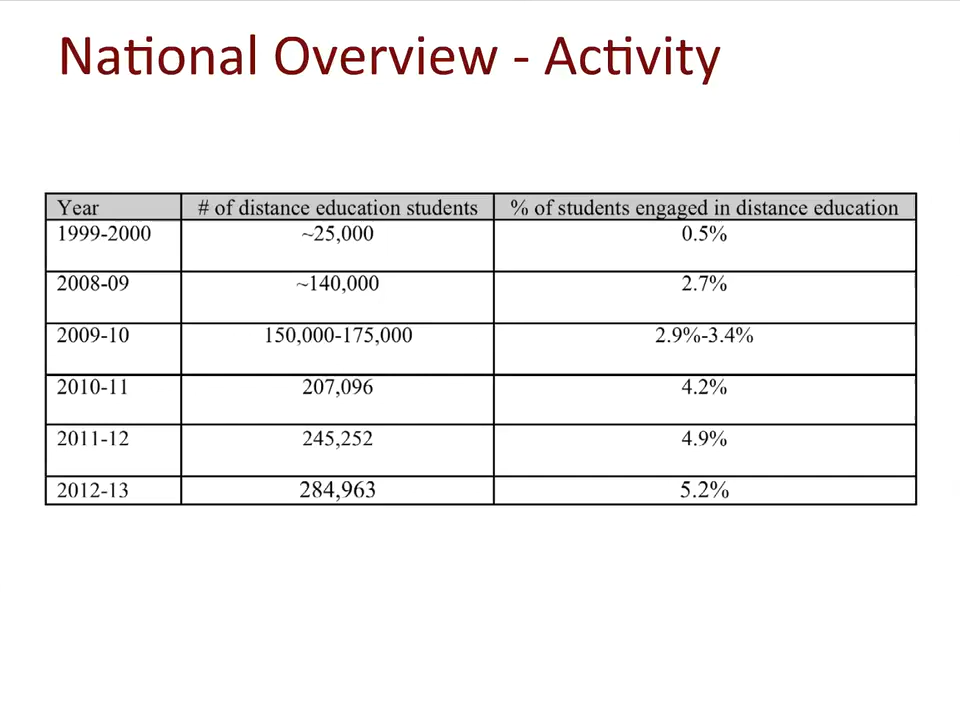 National Overview - Activity
Year # of distance education students % of students engaged in distance education
1999-2000 ~25,000 0.5%
2008-09 ~140,000 2.7%
2009-10 150,000-175,000 2.9%-3.4%
2010-11 207,096 4.2%
2011-12 245,252 4.9%
2012-13 284,963 5.2%